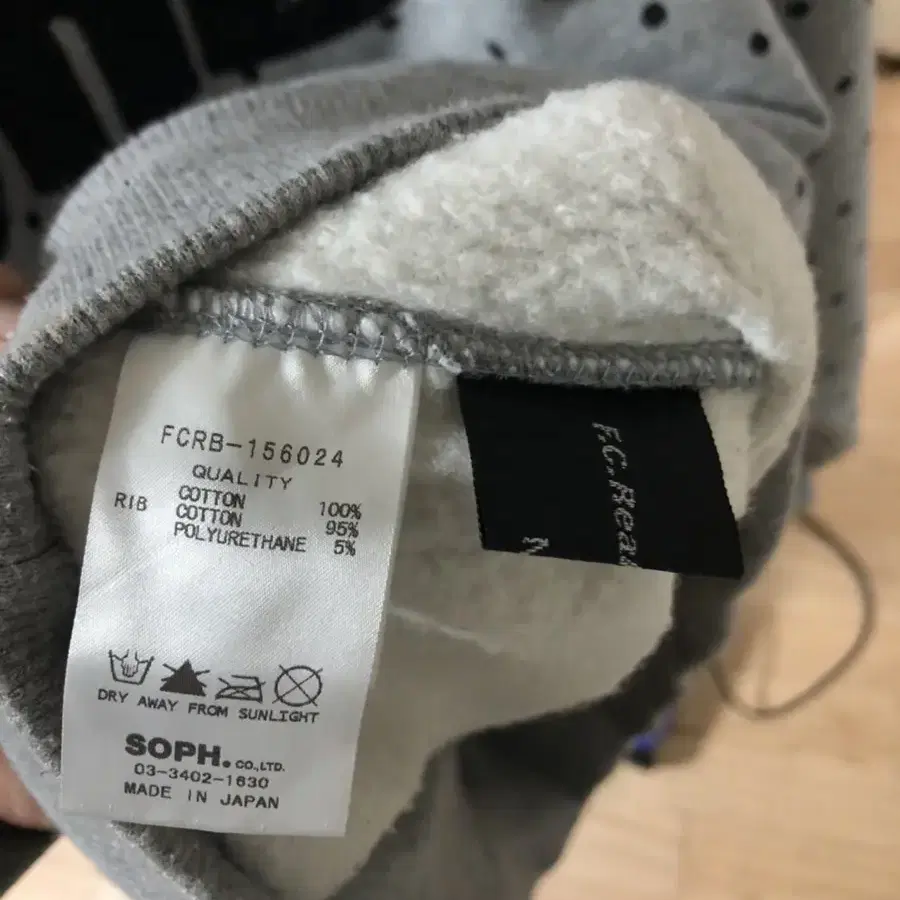 FCRB-156024
QUALITY
COTTON 100%
RIB COTTON 95%
POLYURETHANE 5%
DRY AWAY FROM SUNLIGHT
SOPH. CO.,LTD.
03-3402-1630
MADE IN JAPAN
F.C.Rea